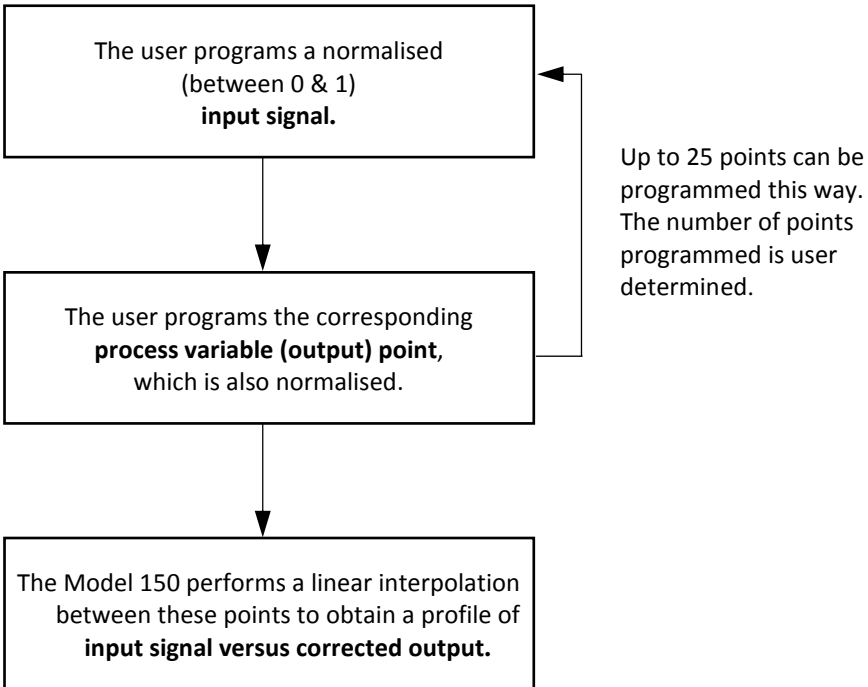 The user programs a normalised
(between 0 & 1)
input signal.
Up to 25 points can be
programmed this way.
The number of points
programmed is user
determined.
The user programs the corresponding
process variable (output) point,
which is also normalised.
The Model 150 performs a linear interpolation
between these points to obtain a profile of
input signal versus corrected output.